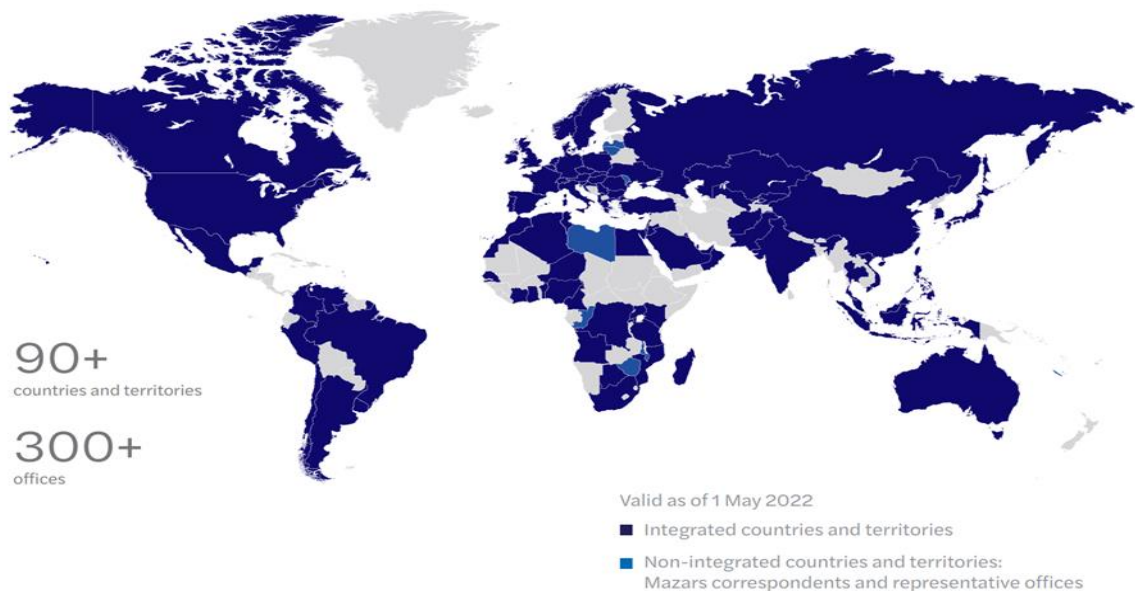 90+
countries and territories
300+
offices
Valid as of 1 May 2022
Integrated countries and territories
Non-integrated countries and territories:
Mazars correspondents and representative offices